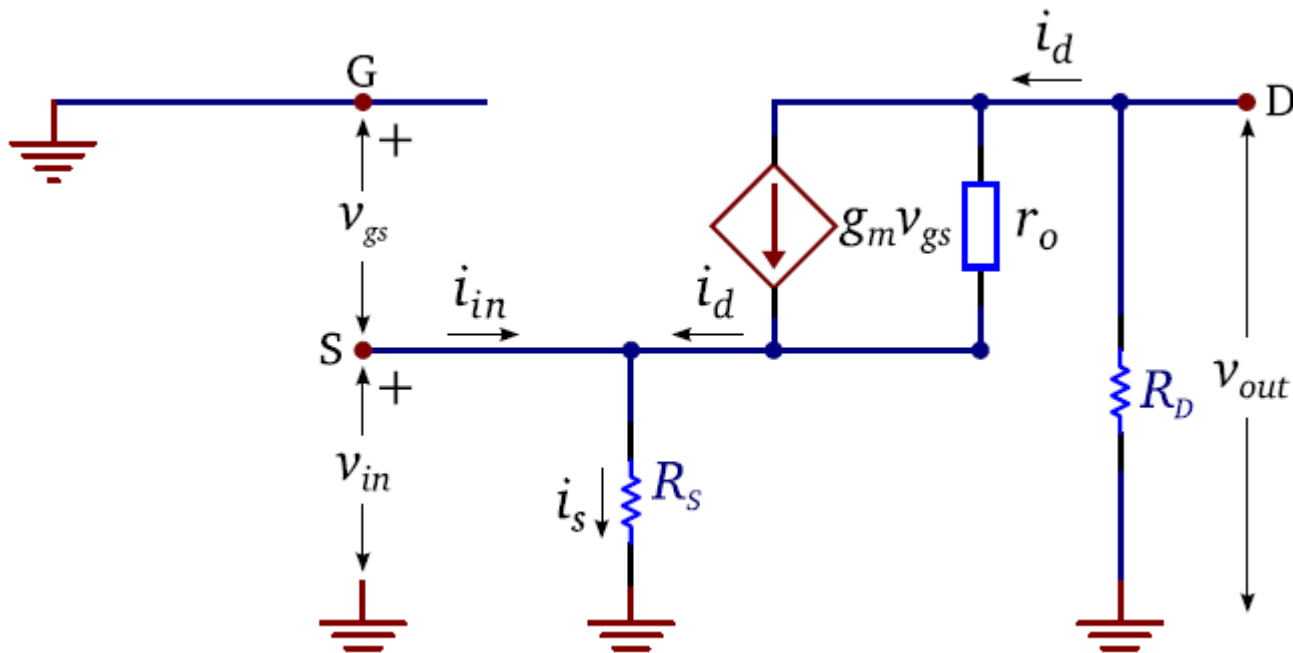 i_d
G
D
+
v_gs
g_m v_gs
r_o
i_in
i_d
S
+
v_out
R_D
v_in
R_S
i_s